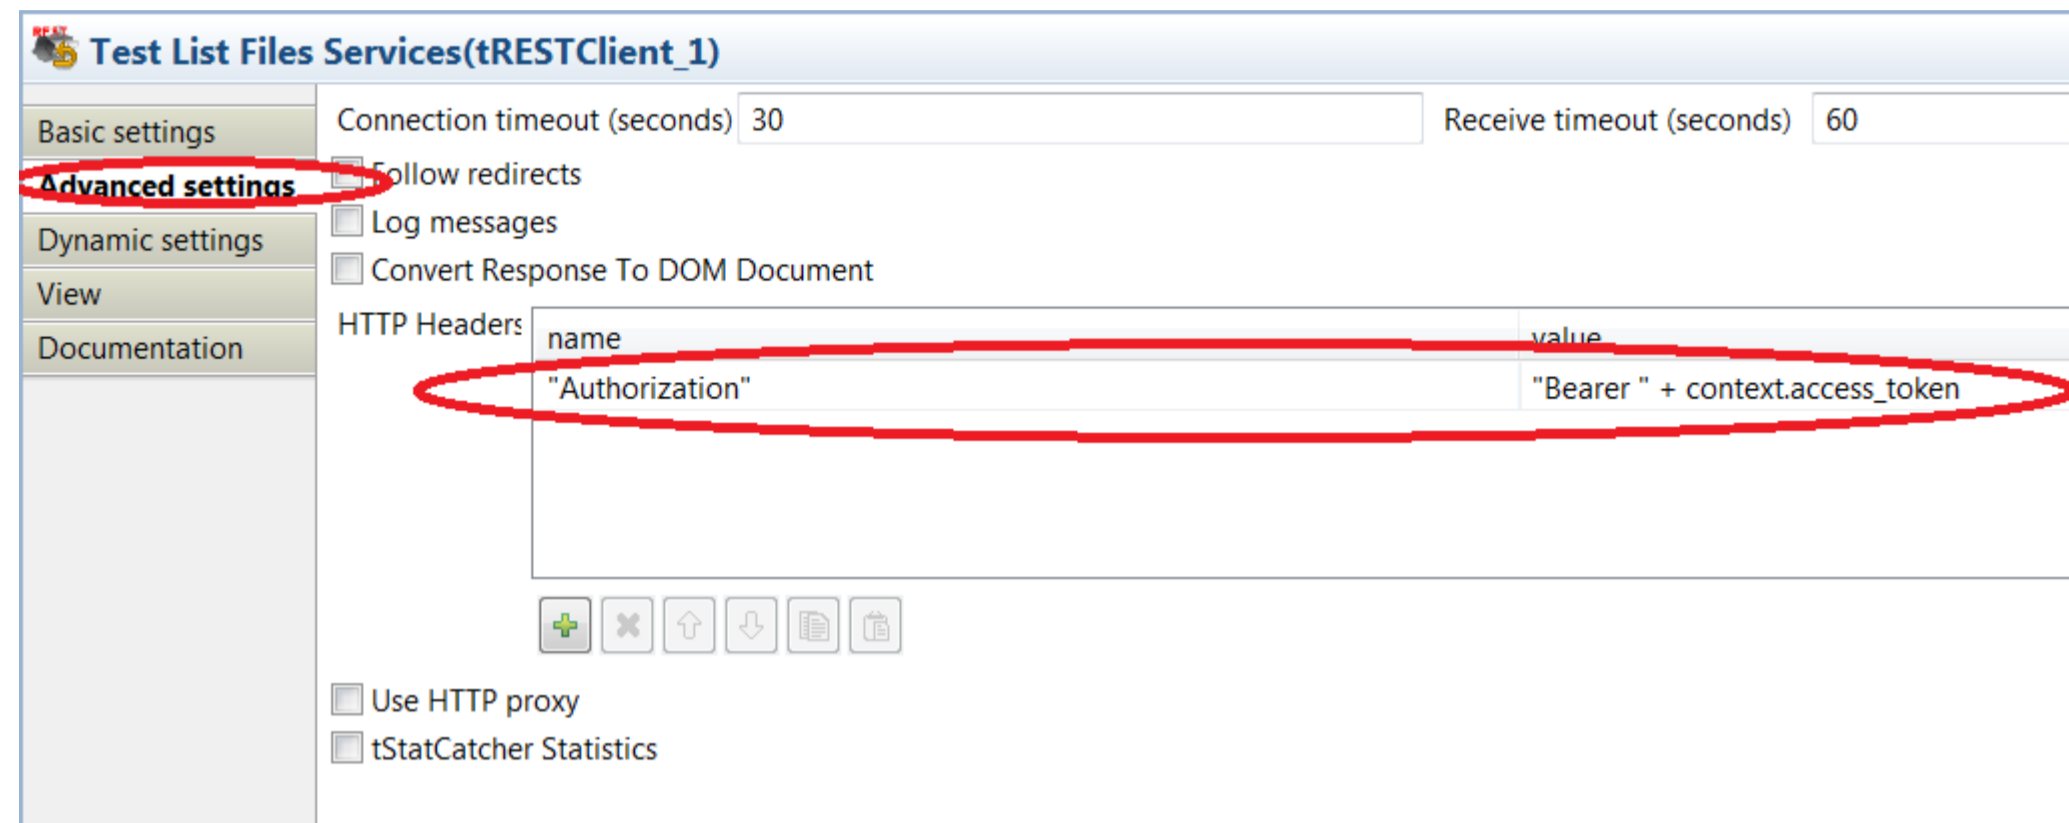 REST
Test List Files Services(tRESTClient_1)
Basic settings
Advanced settings
Dynamic settings
View
Documentation
Connection timeout (seconds) 30 Receive timeout (seconds) 60
Follow redirects
Log messages
Convert Response To DOM Document
HTTP Headers
name value
"Authorization" "Bearer " + context.access_token
Use HTTP proxy
tStatCatcher Statistics